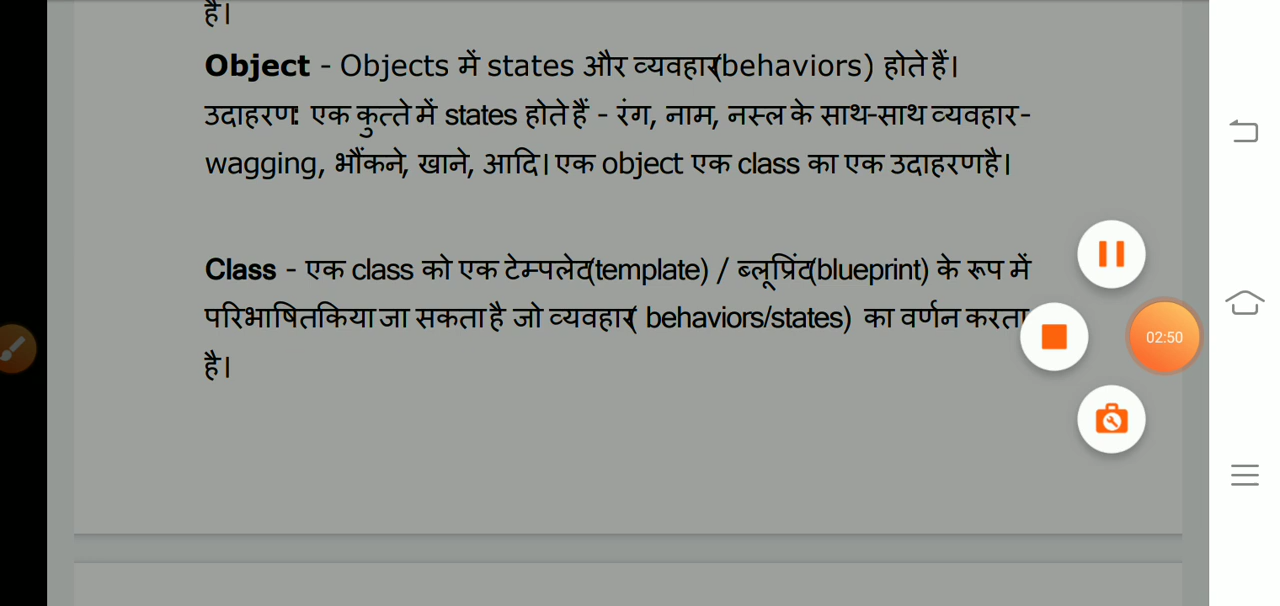 है।
Object - Objects में states और व्यवहार(behaviors) होते हैं।
उदाहरण: एक कुत्ते में states होते हैं - रंग, नाम, नस्ल के साथ-साथ व्यवहार-
wagging, भौंकने, खाने, आदि। एक object एक class का एक उदाहरण है।
Class - एक class को एक टेम्पलेट(template) / ब्लूप्रिंट(blueprint) के रूप में
परिभाषित किया जा सकता है जो व्यवहार( behaviors/states) का वर्णन करता
है।
02:50